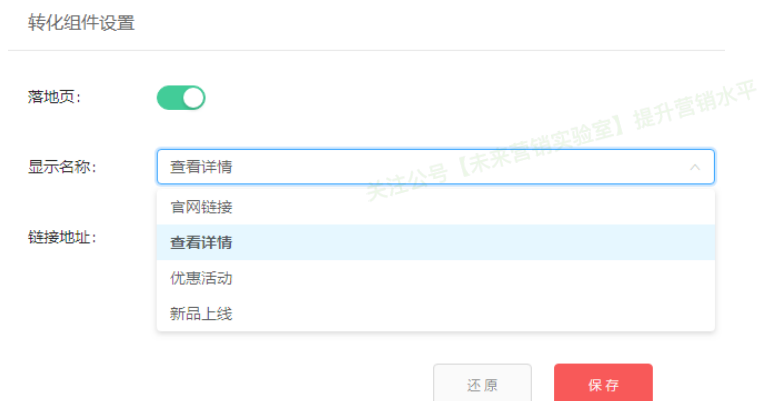 转化组件设置
落地页：
显示名称：
查看详情
官网链接
链接地址：
查看详情
优惠活动
新品上线
还原
保存
关注公号【未来营销实验室】提升营销水平